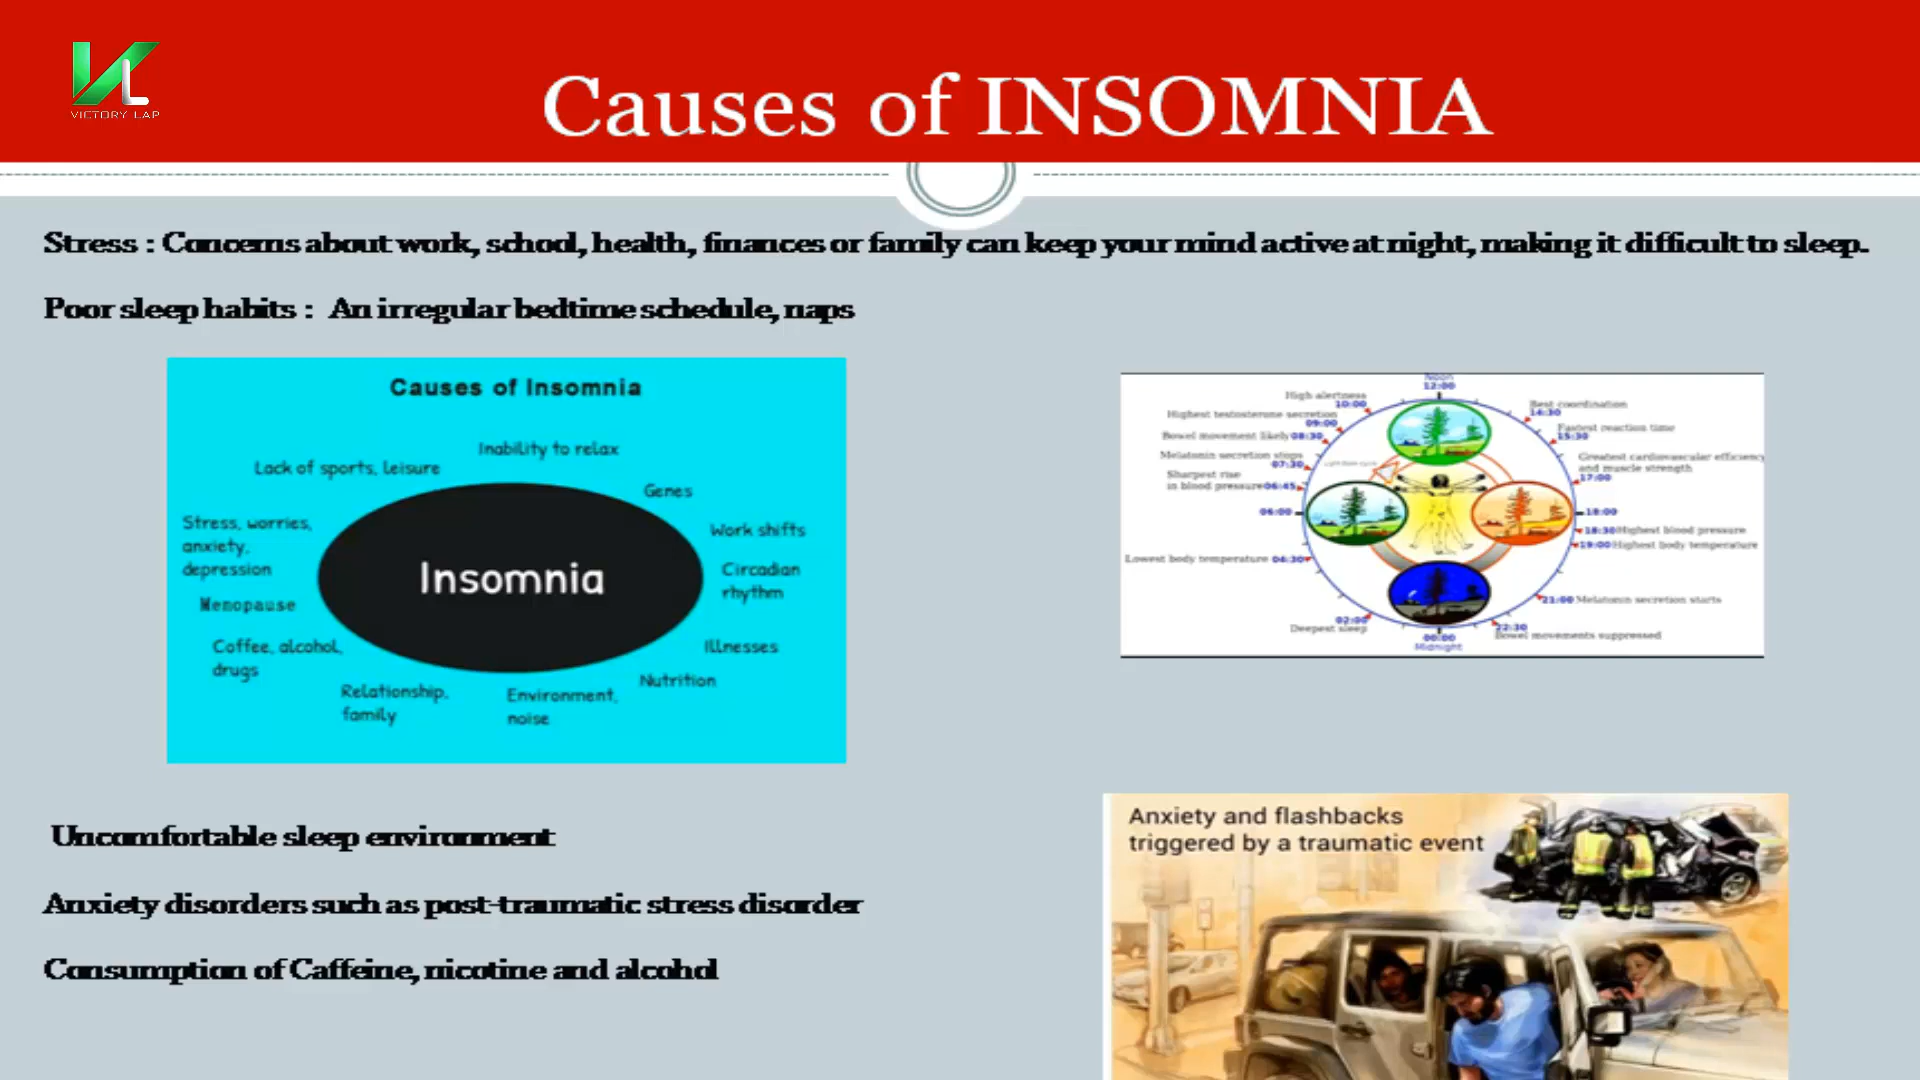 VICTORY LAP
Causes of INSOMNIA
Stress : Concerns about work, school, health, finances or family can keep your mind active at night, making it difficult to sleep.
Poor sleep habits : An irregular bedtime schedule, naps
Causes of Insomnia
Inability to relax
Lack of sports, leisure
Genes
Stress, worries,
anxiety,
depression
Work shifts
Insomnia
Circadian
rhythm
Menopause
Coffee, alcohol,
drugs
Illnesses
Nutrition
Relationship,
family
Environment,
noise
Noon
12:00
High alertness
10:00
Best coordination
14:30
Highest testosterone secretion
09:00
Fastest reaction time
15:30
Bowel movement likely 08:30
Melatonin secretion stops
07:30
Greatest cardiovascular efficiency
and muscle strength
17:00
Sharpest rise
in blood pressure 06:45
06:00
18:00
18:30 Highest blood pressure
19:00 Highest body temperature
Lowest body temperature 04:30
21:00 Melatonin secretion starts
02:00
Deepest sleep
22:30
Bowel movements suppressed
00:00
Midnight
Uncomfortable sleep environment
Anxiety disorders such as post-traumatic stress disorder
Consumption of Caffeine, nicotine and alcohol
Anxiety and flashbacks
triggered by a traumatic event